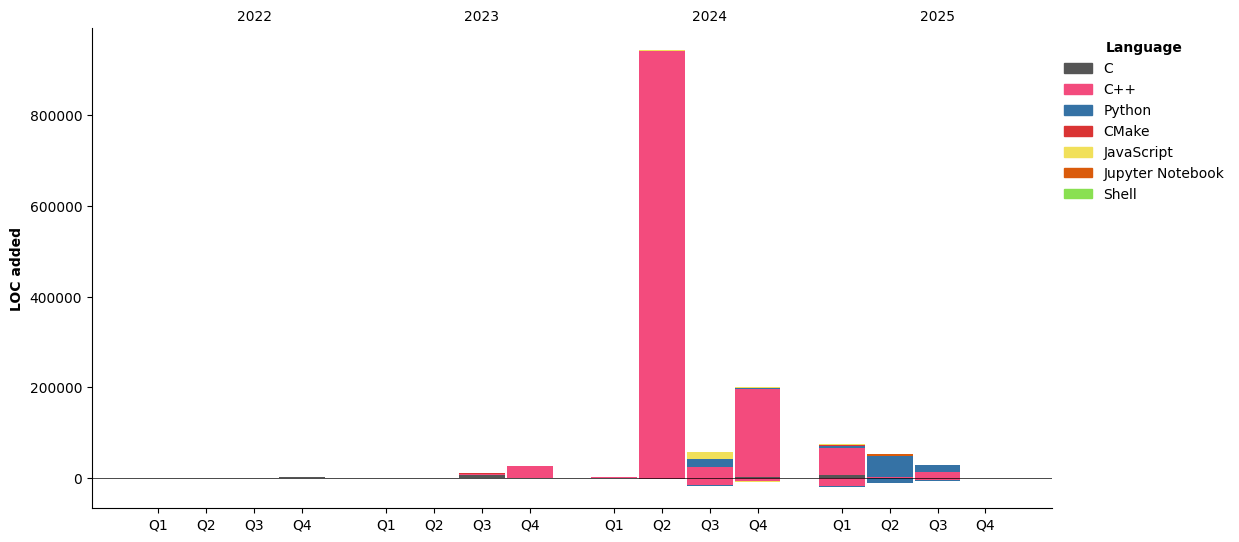 2022 2023 2024 2025
Language
C
C++
Python
CMake
JavaScript
Jupyter Notebook
Shell
LOC added
800000
600000
400000
200000
0
Q1 Q2 Q3 Q4 Q1 Q2 Q3 Q4 Q1 Q2 Q3 Q4 Q1 Q2 Q3 Q4